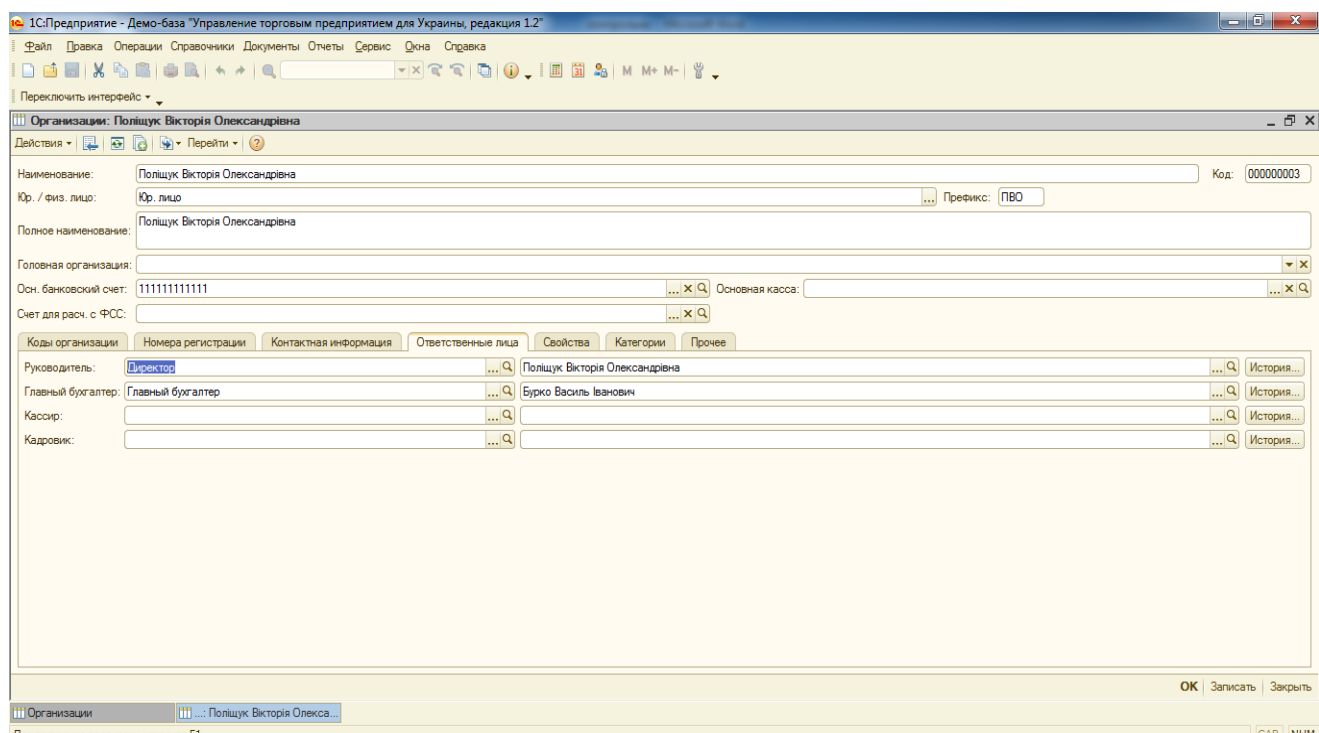 1С:Предприятие - Демо-база "Управление торговым предприятием для Украины, редакция 1.2"
Файл Правка Операции Справочники Документы Отчеты Сервис Окна Справка
M M+ M-
Переключить интерфейс
Организации: Поліщук Вікторія Олександрівна
Действия Перейти
Наименование: Поліщук Вікторія Олександрівна Код: 000000003
Юр. / физ. лицо: Юр. лицо ... Префикс: ПВО
Полное наименование: Поліщук Вікторія Олександрівна
Головная организация:
Осн. банковский счет: 111111111111 ... Основная касса: ...
Счет для расч. с ФСС: ...
Коды организации Номера регистрации Контактная информация Ответственные лица Свойства Категории Прочее
Руководитель: Директор ... Поліщук Вікторія Олександрівна ... История...
Главный бухгалтер: Главный бухгалтер ... Бурко Василь Іванович ... История...
Кассир: ... ... История...
Кадровик: ... ... История...
OK Записать Закрыть
Организации ...: Поліщук Вікторія Олекса...
CAP NUM